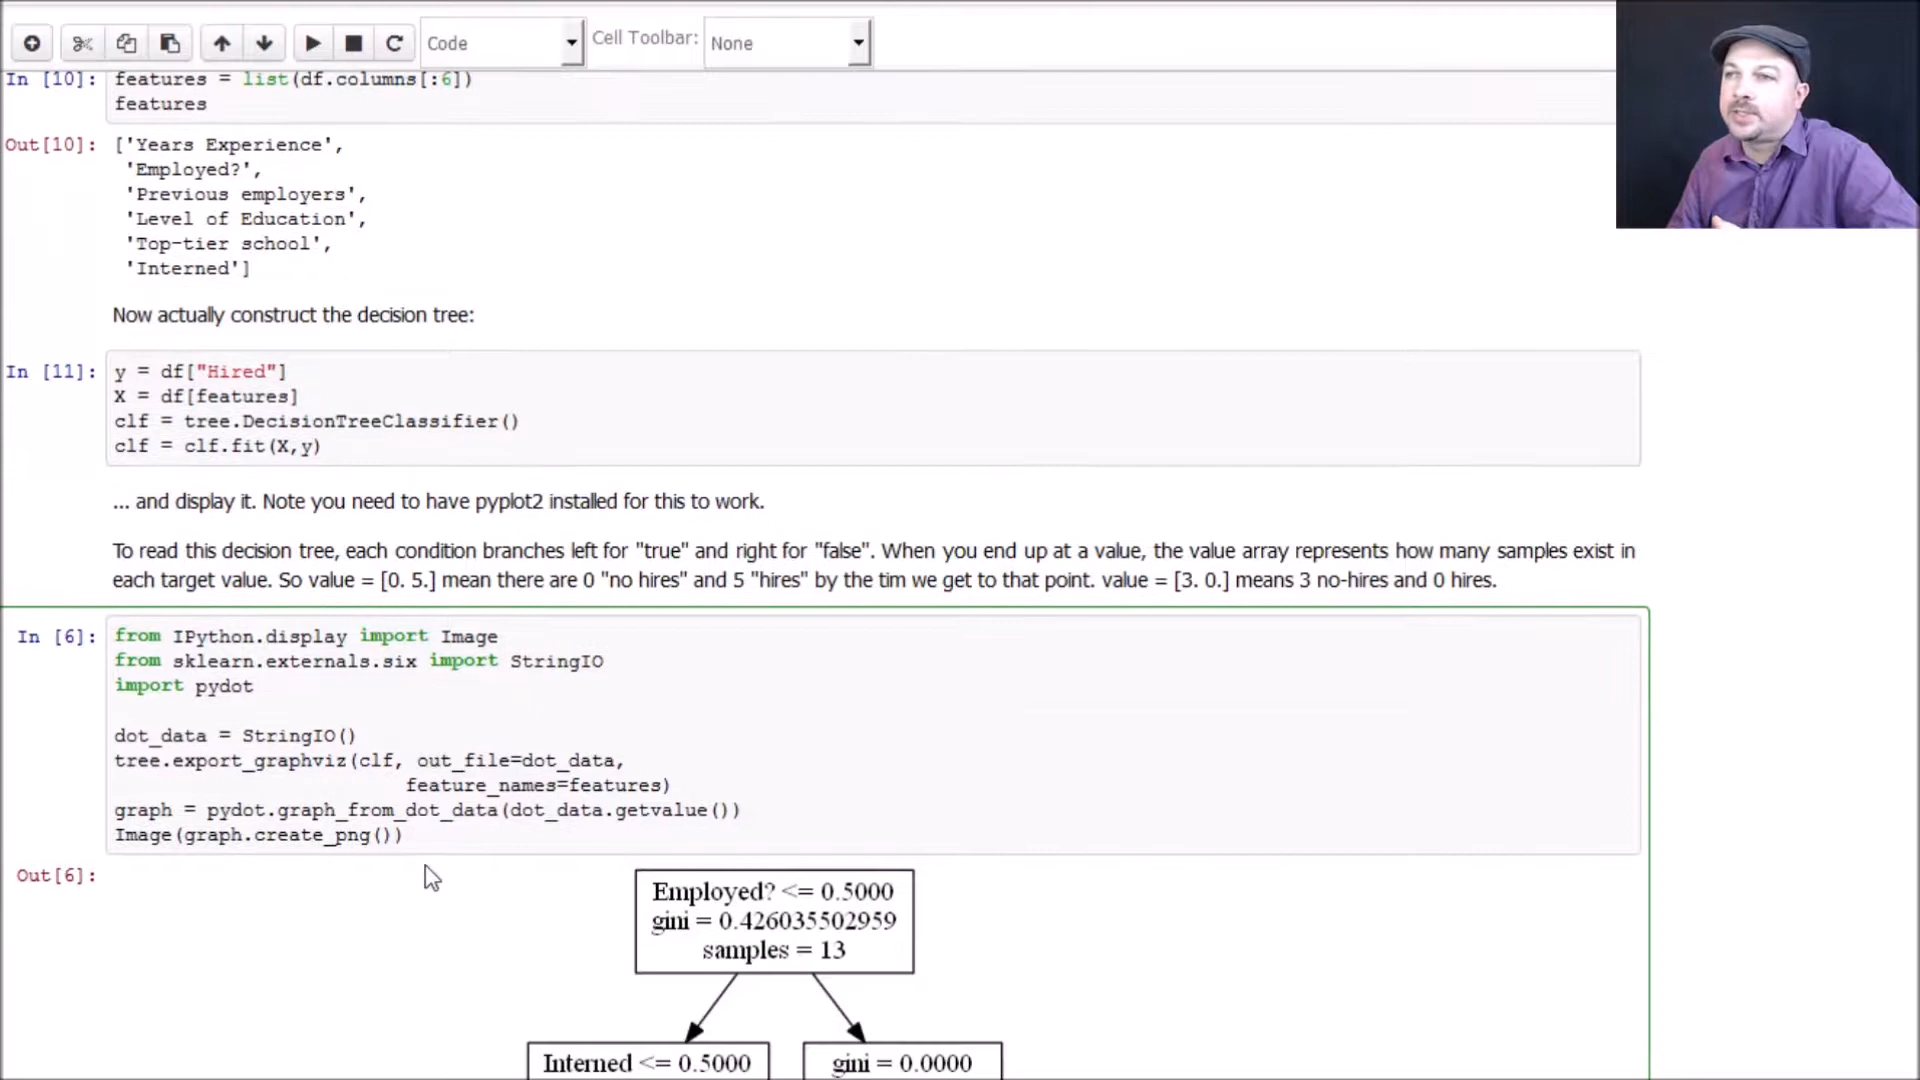 Code
Cell Toolbar:
None
In [10]:
features = list(df.columns[:6])
features
Out[10]:
['Years Experience',
'Employed?',
'Previous employers',
'Level of Education',
'Top-tier school',
'Interned']
Now actually construct the decision tree:
In [11]:
y = df["Hired"]
X = df[features]
clf = tree.DecisionTreeClassifier()
clf = clf.fit(X,y)
... and display it. Note you need to have pyplot2 installed for this to work.
To read this decision tree, each condition branches left for "true" and right for "false". When you end up at a value, the value array represents how many samples exist in
each target value. So value = [0. 5.] mean there are 0 "no hires" and 5 "hires" by the tim we get to that point. value = [3. 0.] means 3 no-hires and 0 hires.
In [6]:
from IPython.display import Image
from sklearn.externals.six import StringIO
import pydot
dot_data = StringIO()
tree.export_graphviz(clf, out_file=dot_data,
feature_names=features)
graph = pydot.graph_from_dot_data(dot_data.getvalue())
Image(graph.create_png())
Out[6]:
Employed? <= 0.5000
gini = 0.426035502959
samples = 13
Interned <= 0.5000
gini = 0.0000